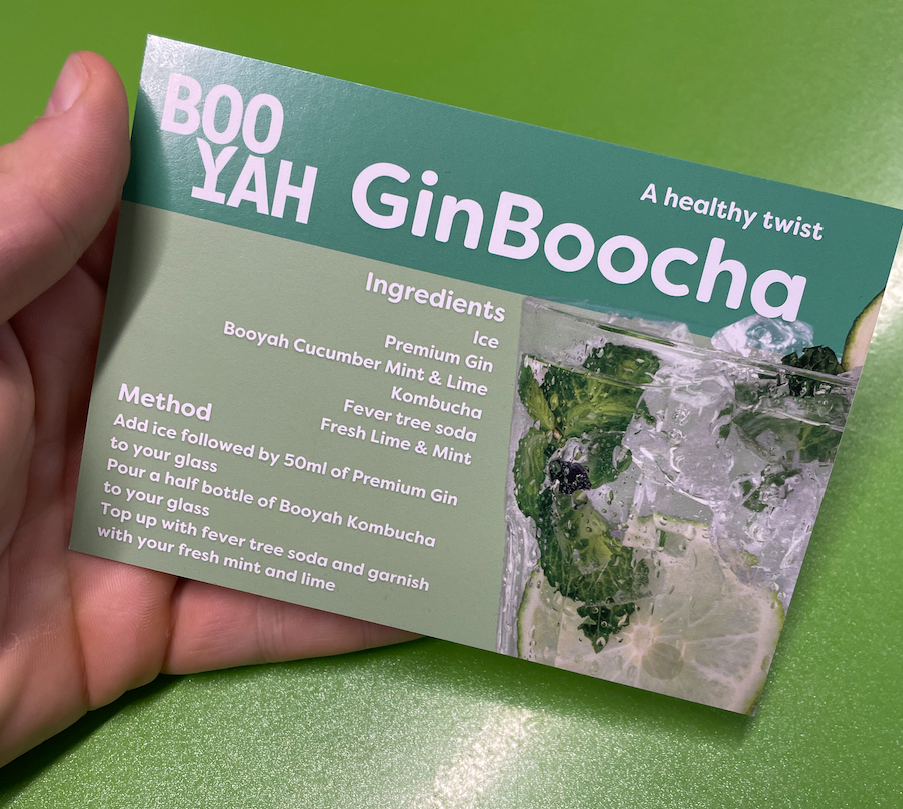 BOO
YAH
GinBoocha
A healthy twist
Ingredients
Ice
Premium Gin
Booyah Cucumber Mint & Lime
Kombucha
Fever tree soda
Fresh Lime & Mint
Method
Add ice followed by 50ml of Premium Gin
to your glass
Pour a half bottle of Booyah Kombucha
to your glass
Top up with fever tree soda and garnish
with your fresh mint and lime